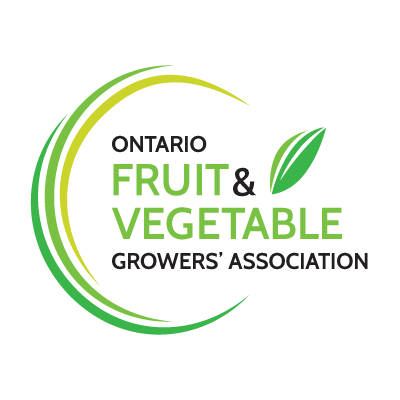 ONTARIO
FRUIT &
VEGETABLE
GROWERS’ ASSOCIATION